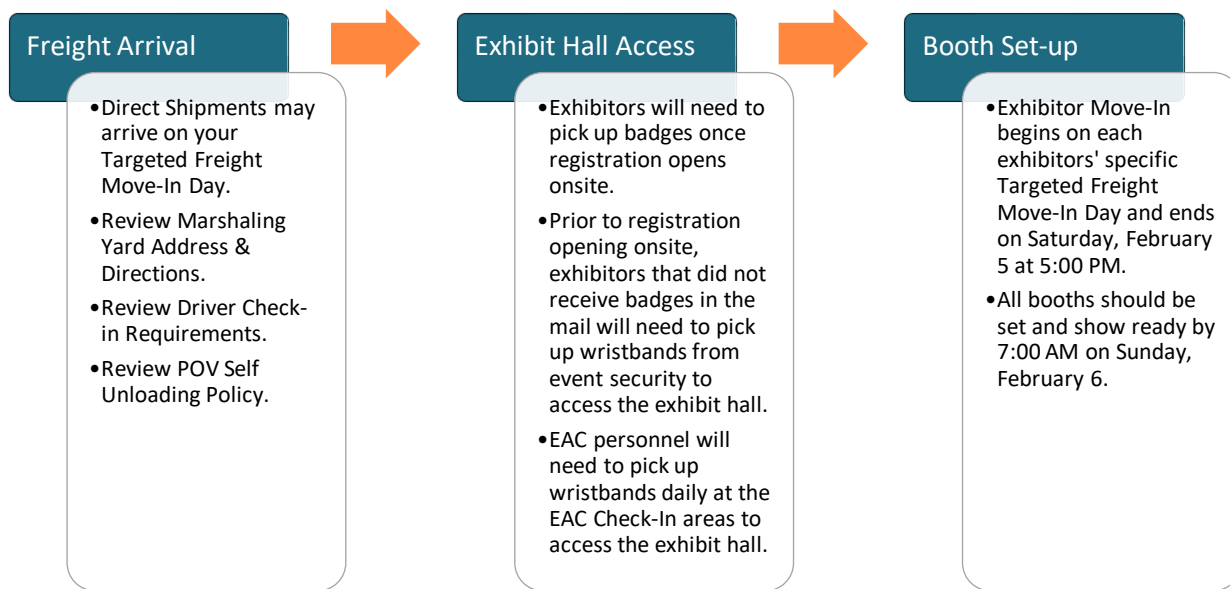 Freight Arrival
•Direct Shipments may
arrive on your
Targeted Freight
Move-In Day.
•Review Marshaling
Yard Address &
Directions.
•Review Driver Check-
in Requirements.
•Review POV Self
Unloading Policy.
Exhibit Hall Access
•Exhibitors will need to
pick up badges once
registration opens
onsite.
•Prior to registration
opening onsite,
exhibitors that did not
receive badges in the
mail will need to pick
up wristbands from
event security to
access the exhibit hall.
•EAC personnel will
need to pick up
wristbands daily at the
EAC Check-In areas to
access the exhibit hall.
Booth Set-up
•Exhibitor Move-In
begins on each
exhibitors' specific
Targeted Freight
Move-In Day and ends
on Saturday, February
5 at 5:00 PM.
•All booths should be
set and show ready by
7:00 AM on Sunday,
February 6.